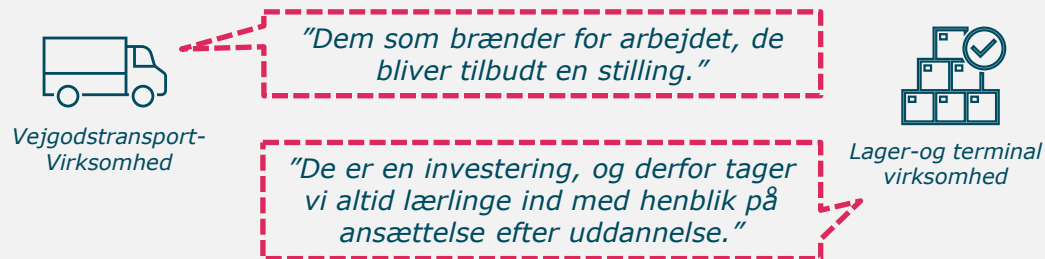 ”Dem som brænder for arbejdet, de
bliver tilbudt en stilling.”
Vejgodstransport-
Virksomhed
”De er en investering, og derfor tager
vi altid lærlinge ind med henblik på
ansættelse efter uddannelse.”
Lager-og terminal
virksomhed